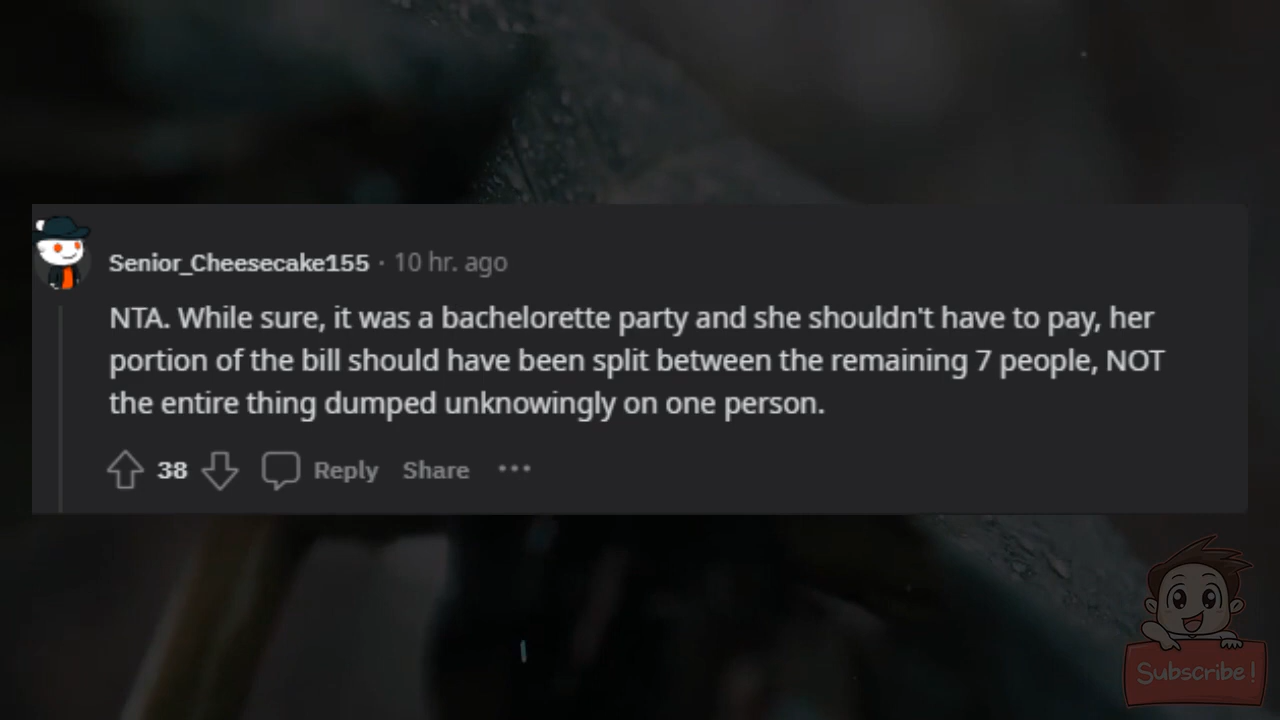 Senior_Cheesecake155 · 10 hr. ago
NTA. While sure, it was a bachelorette party and she shouldn't have to pay, her
portion of the bill should have been split between the remaining 7 people, NOT
the entire thing dumped unknowingly on one person.
38 Reply Share ···
Subscribe!